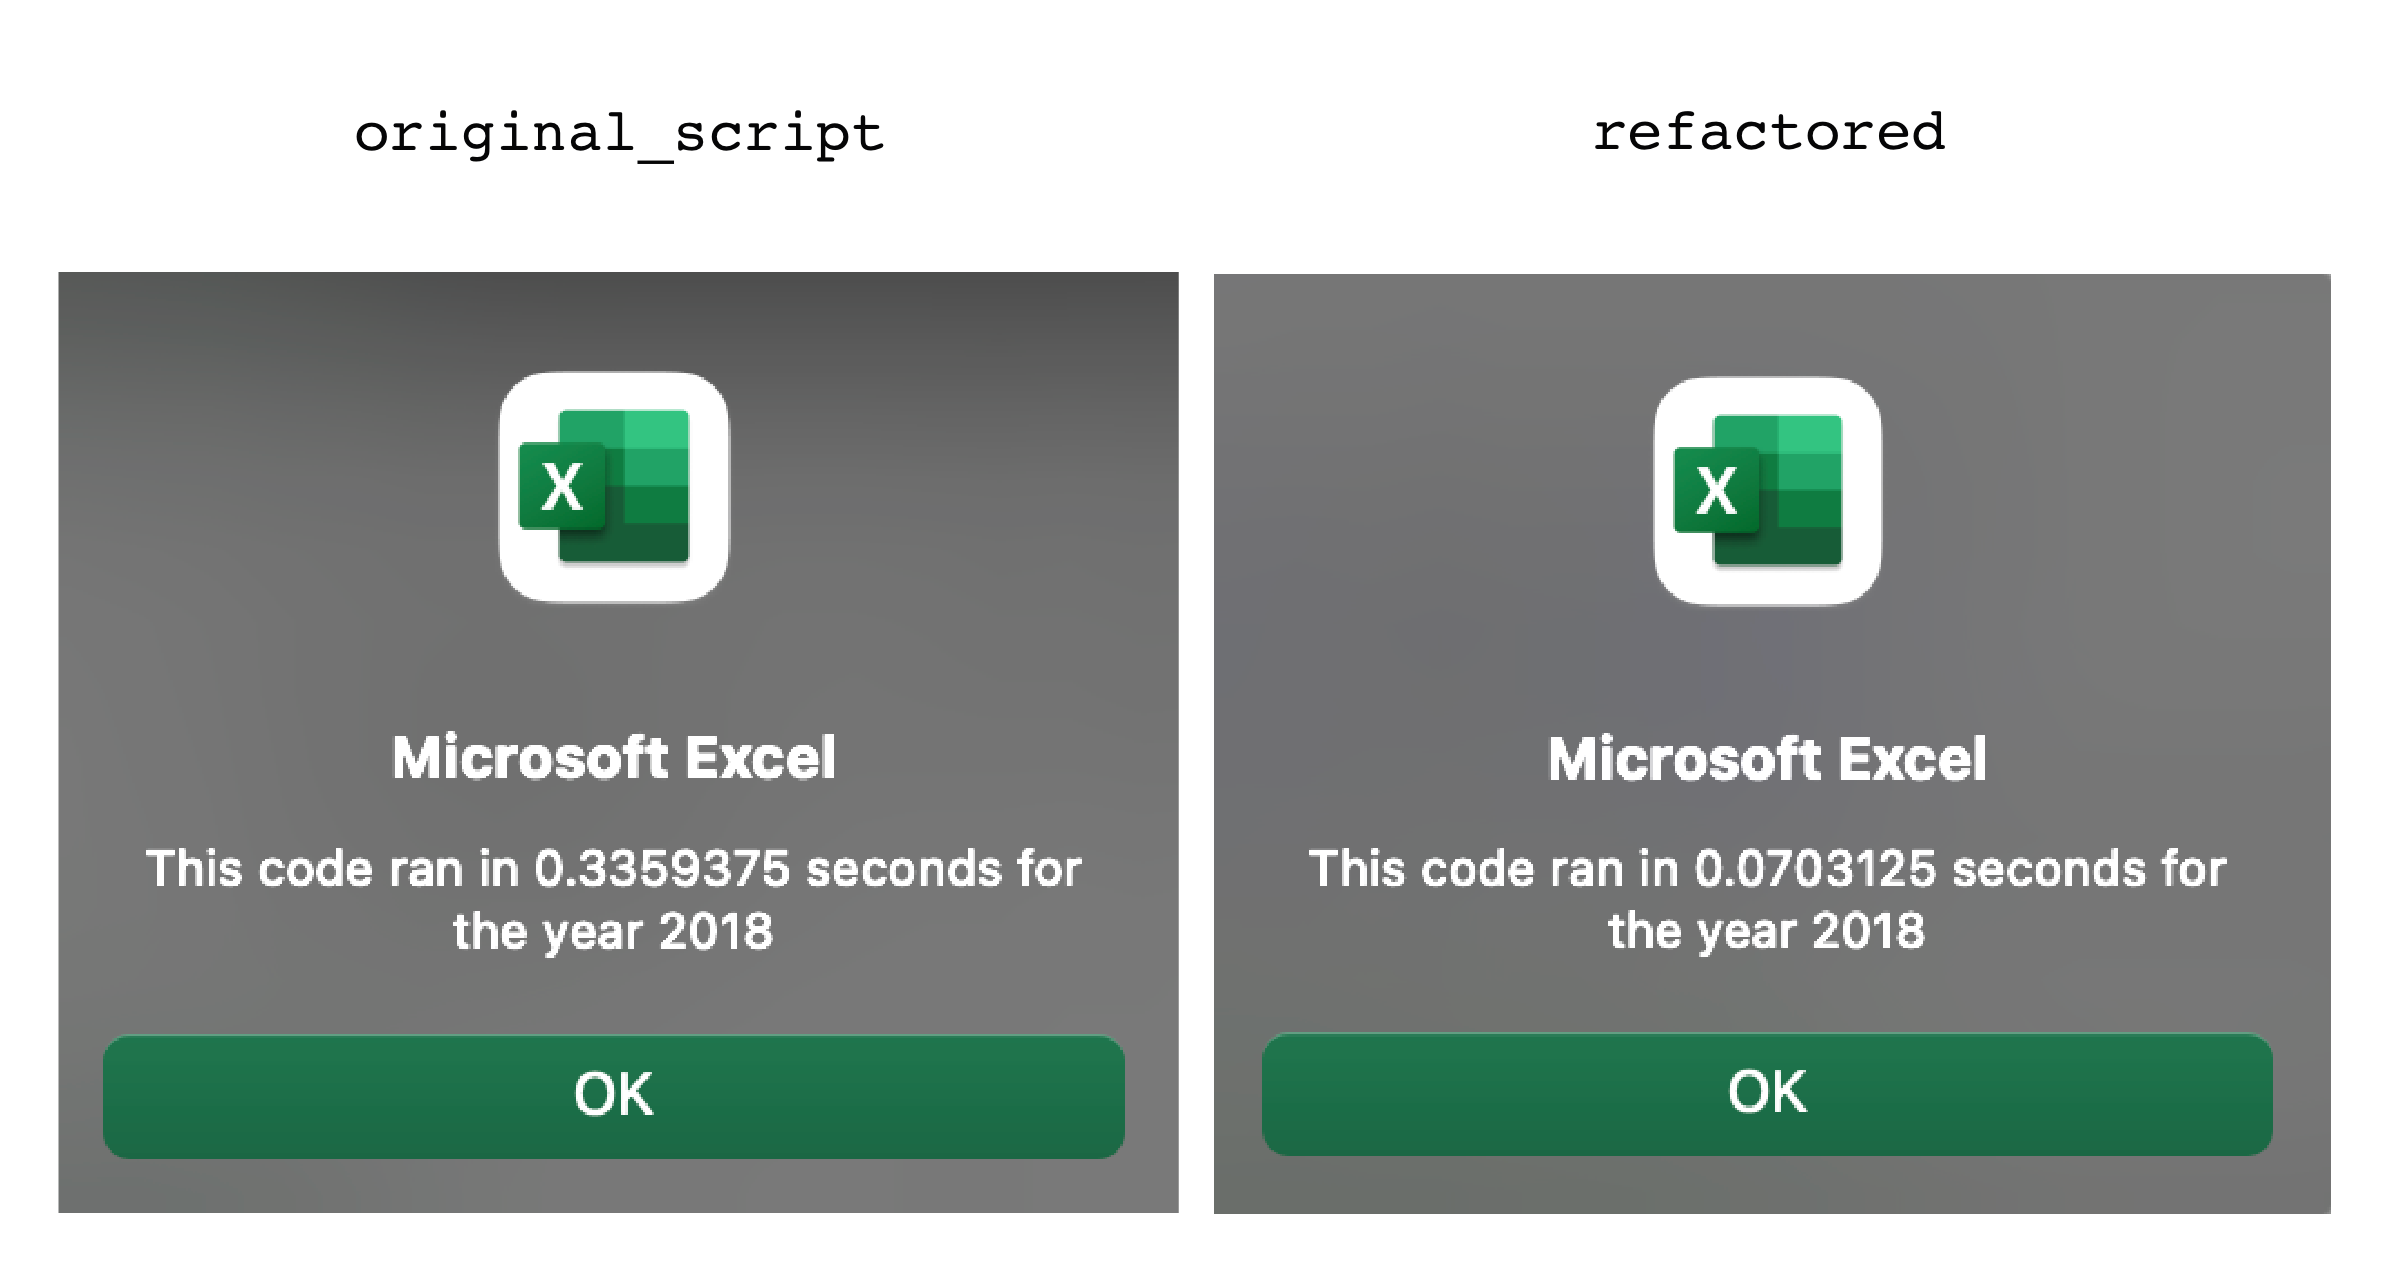 original_script
refactored
X
Microsoft Excel
This code ran in 0.3359375 seconds for
the year 2018
OK
X
Microsoft Excel
This code ran in 0.0703125 seconds for
the year 2018
OK